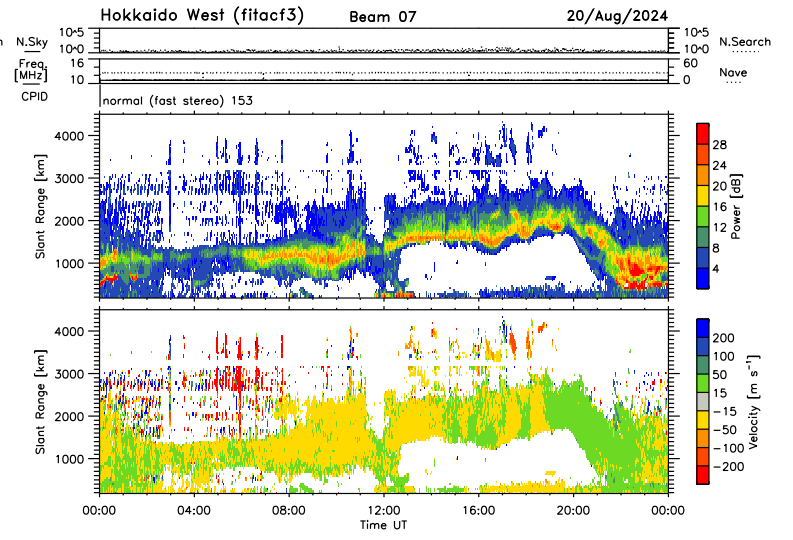 Hokkaido West (fitacf3) Beam 07 20/Aug/2024
n N.Sky 10^5 10^0 10^5 10^0 N.Search
Freq. [MHz] 16 10 60 0 Nave
CPID normal (fast stereo) 153
Slant Range [km]
4000
3000
2000
1000
28
24
20
16
12
8
4
Power [dB]
Slant Range [km]
4000
3000
2000
1000
200
100
50
15
-15
-50
-100
-200
Velocity [m s⁻¹]
00:00 04:00 08:00 12:00 16:00 20:00 00:00
Time UT